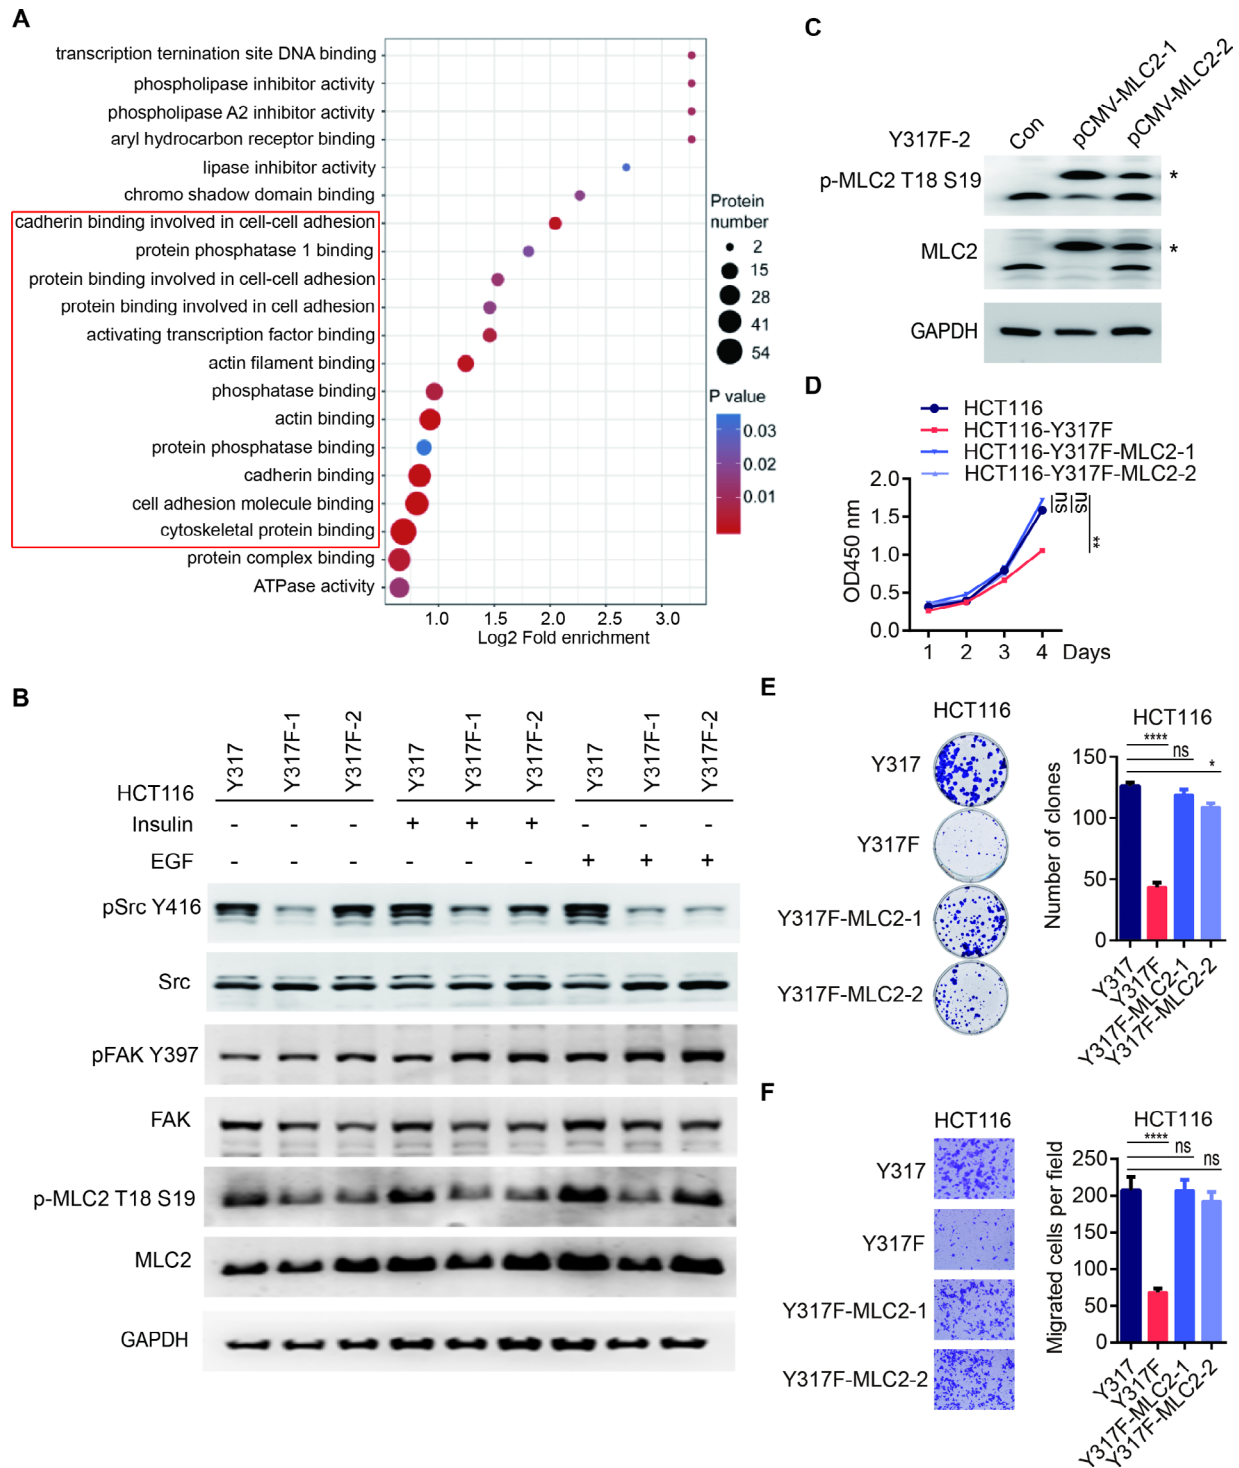 A
transcription ternination site DNA binding
phospholipase inhibitor activity
phospholipase A2 inhibitor activity
aryl hydrocarbon receptor binding
lipase inhibitor activity
chromo shadow domain binding
cadherin binding involved in cell-cell adhesion
protein phosphatase 1 binding
protein binding involved in cell-cell adhesion
protein binding involved in cell adhesion
activating transcription factor binding
actin filament binding
phosphatase binding
actin binding
protein phosphatase binding
cadherin binding
cell adhesion molecule binding
cytoskeletal protein binding
protein complex binding
ATPase activity
1.0 1.5 2.0 2.5 3.0
Log2 Fold enrichment
Protein
number
2
15
28
41
54
P value
0.03
0.02
0.01
B
HCT116
Y317 Y317F-1 Y317F-2 Y317 Y317F-1 Y317F-2 Y317 Y317F-1 Y317F-2
Insulin - - - + + + - - -
EGF - - - - - - + + +
pSrc Y416
Src
pFAK Y397
FAK
p-MLC2 T18 S19
MLC2
GAPDH
C
Y317F-2 Con pCMV-MLC2-1 pCMV-MLC2-2
p-MLC2 T18 S19 *
MLC2 *
GAPDH
D
HCT116
HCT116-Y317F
HCT116-Y317F-MLC2-1
HCT116-Y317F-MLC2-2
OD450 nm
2.0
1.5
1.0
0.5
0.0
1 2 3 4 Days
ns ns **
E
HCT116
Y317
Y317F
Y317F-MLC2-1
Y317F-MLC2-2
HCT116
****
ns
*
Number of clones
150
100
50
0
Y317 Y317F Y317F-MLC2-1 Y317F-MLC2-2
F
HCT116
Y317
Y317F
Y317F-MLC2-1
Y317F-MLC2-2
HCT116
****
ns
ns
Migrated cells per field
250
200
150
100
50
0
Y317 Y317F Y317F-MLC2-1 Y317F-MLC2-2